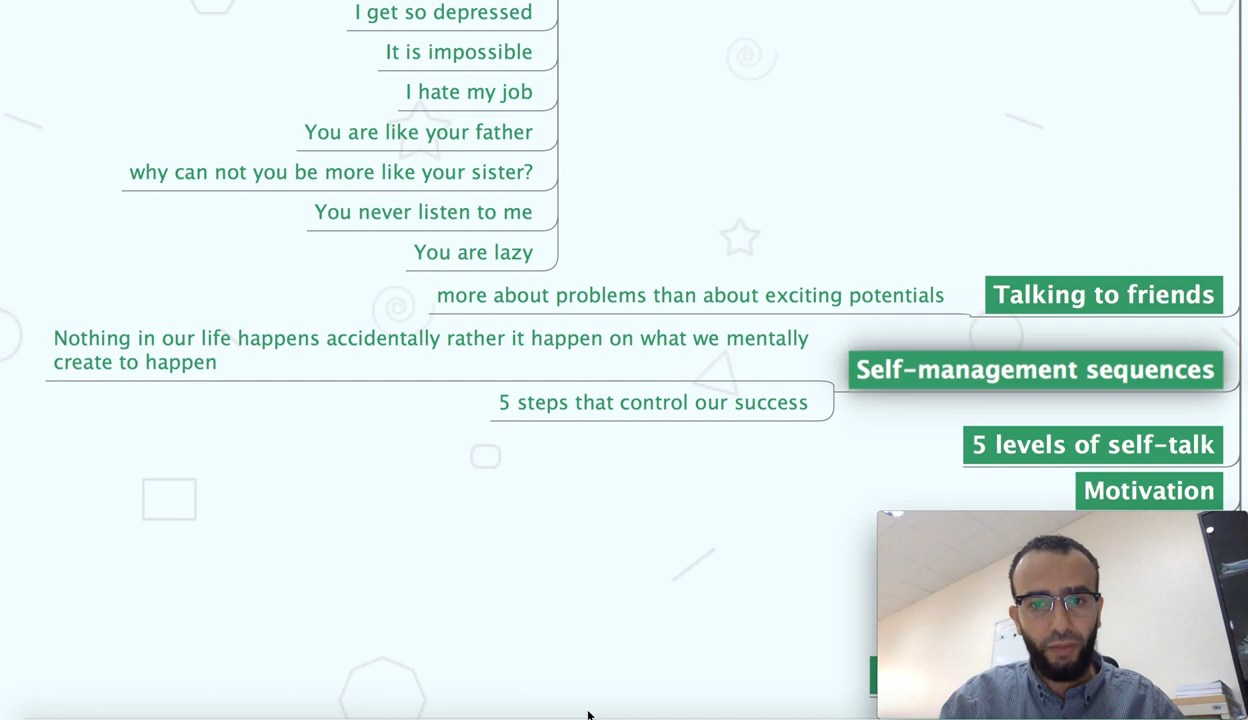 I get so depressed
It is impossible
I hate my job
You are like your father
why can not you be more like your sister?
You never listen to me
You are lazy
more about problems than about exciting potentials
Talking to friends
Nothing in our life happens accidentally rather it happen on what we mentally
create to happen
Self-management sequences
5 steps that control our success
5 levels of self-talk
Motivation